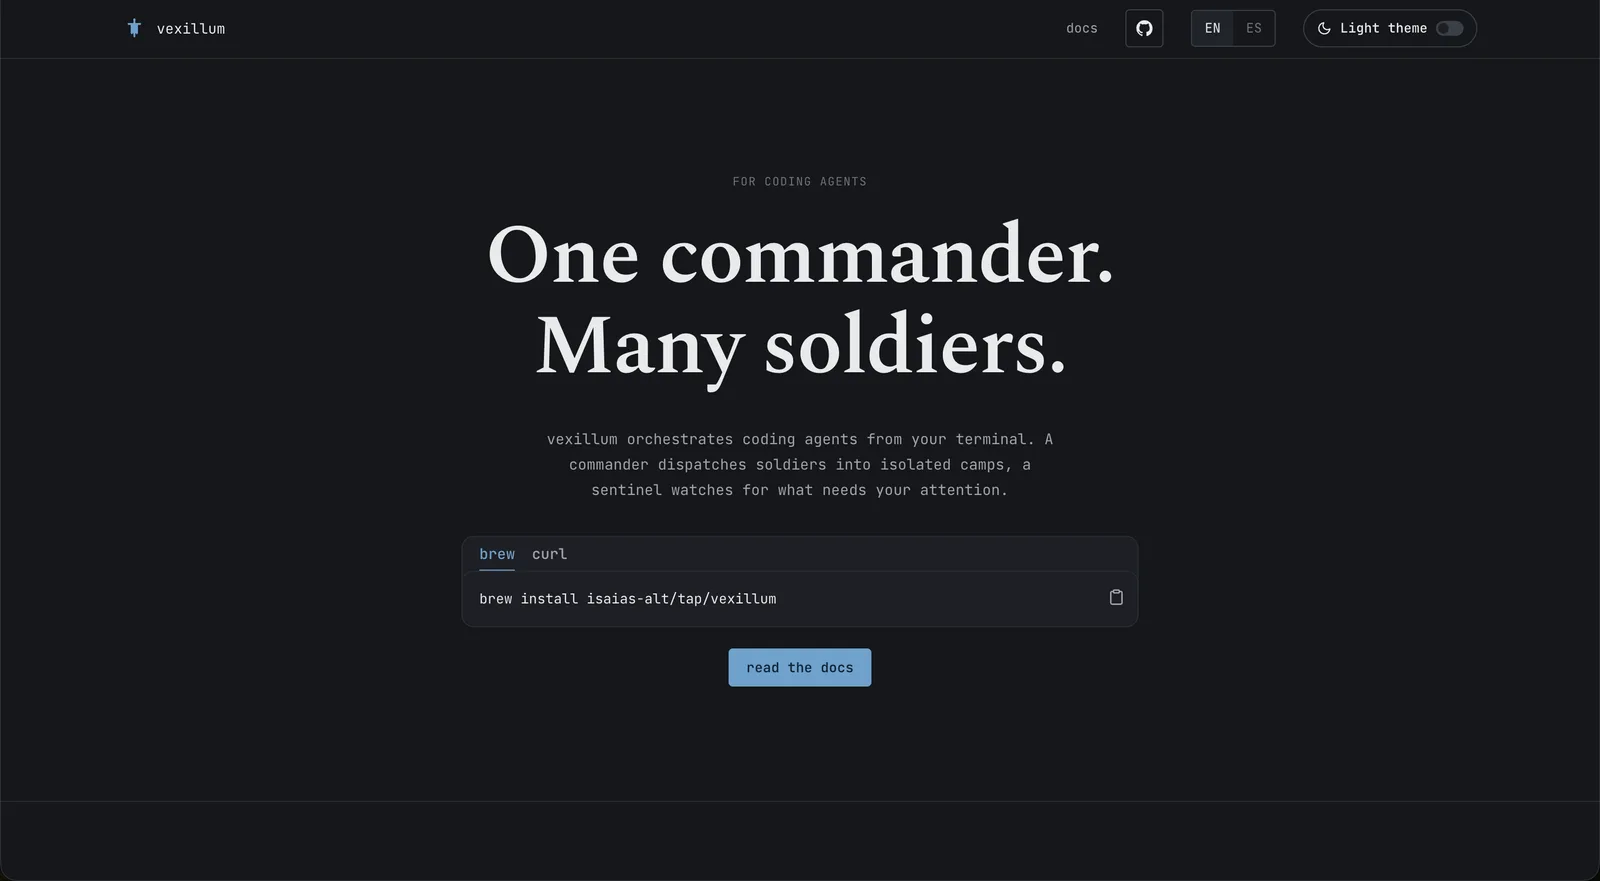 vexillum
docs
EN
ES
Light theme
FOR CODING AGENTS
One commander.
Many soldiers.
vexillum orchestrates coding agents from your terminal. A
commander dispatches soldiers into isolated camps, a
sentinel watches for what needs your attention.
brew
curl
brew install isaias-alt/tap/vexillum
read the docs